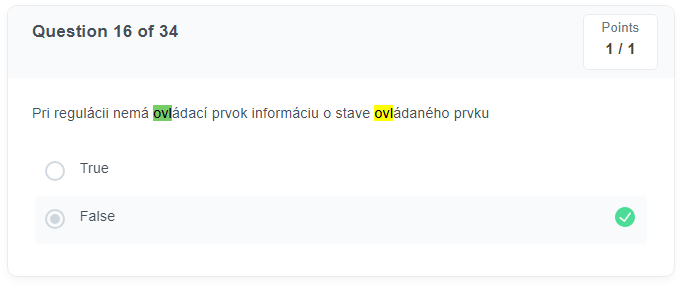 Question 16 of 34
Points
1 / 1
Pri regulácii nemá ovládací prvok informáciu o stave ovládaného prvku
True
False